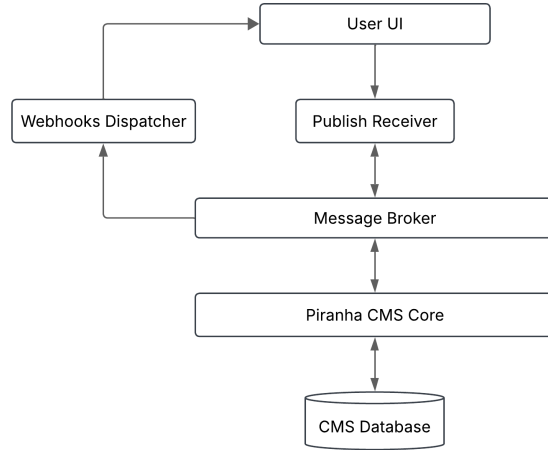 User UI
Webhooks Dispatcher
Publish Receiver
Message Broker
Piranha CMS Core
CMS Database